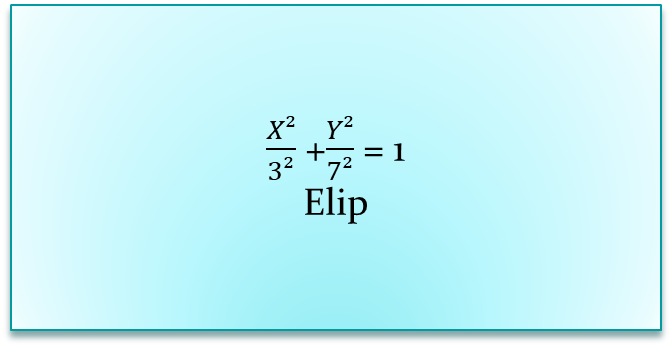 X²/3² + Y²/7² = 1
Elip